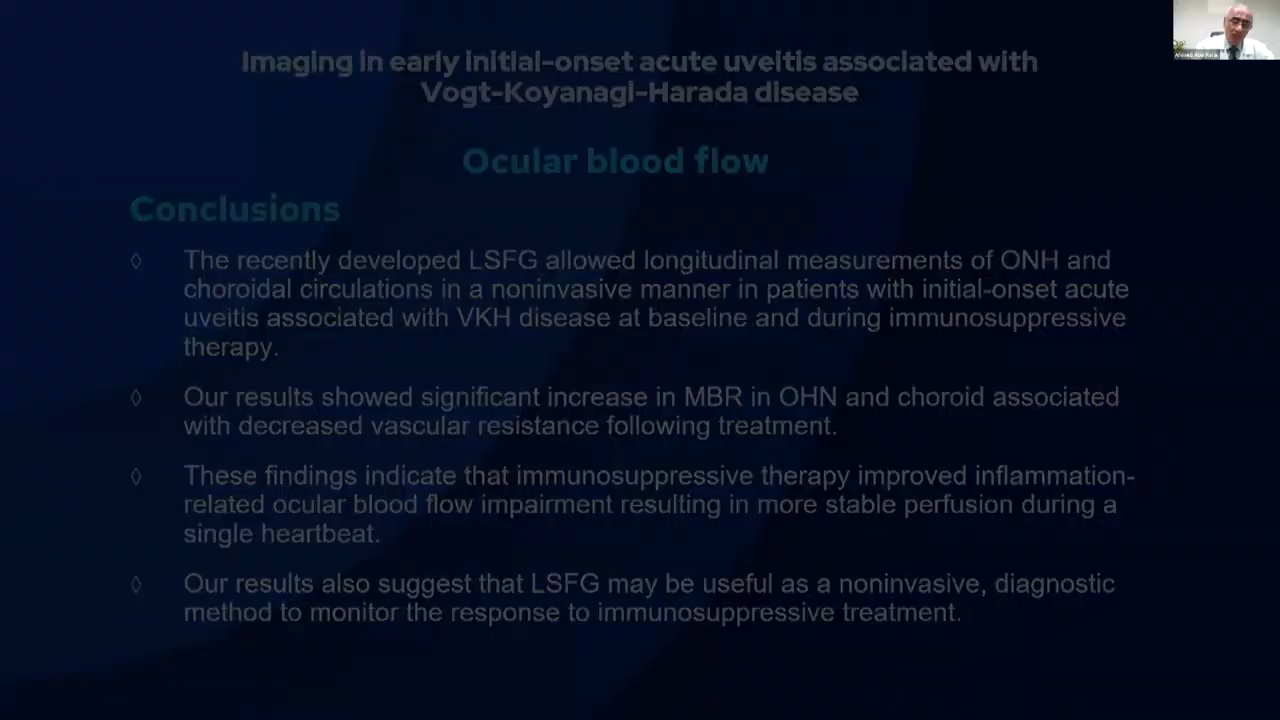 Imaging in early initial-onset acute uveitis associated with
Vogt-Koyanagi-Harada disease
Ocular blood flow
Conclusions
◊ The recently developed LSFG allowed longitudinal measurements of ONH and
choroidal circulations in a noninvasive manner in patients with initial-onset acute
uveitis associated with VKH disease at baseline and during immunosuppressive
therapy.
◊ Our results showed significant increase in MBR in OHN and choroid associated
with decreased vascular resistance following treatment.
◊ These findings indicate that immunosuppressive therapy improved inflammation-
related ocular blood flow impairment resulting in more stable perfusion during a
single heartbeat.
◊ Our results also suggest that LSFG may be useful as a noninvasive, diagnostic
method to monitor the response to immunosuppressive treatment.